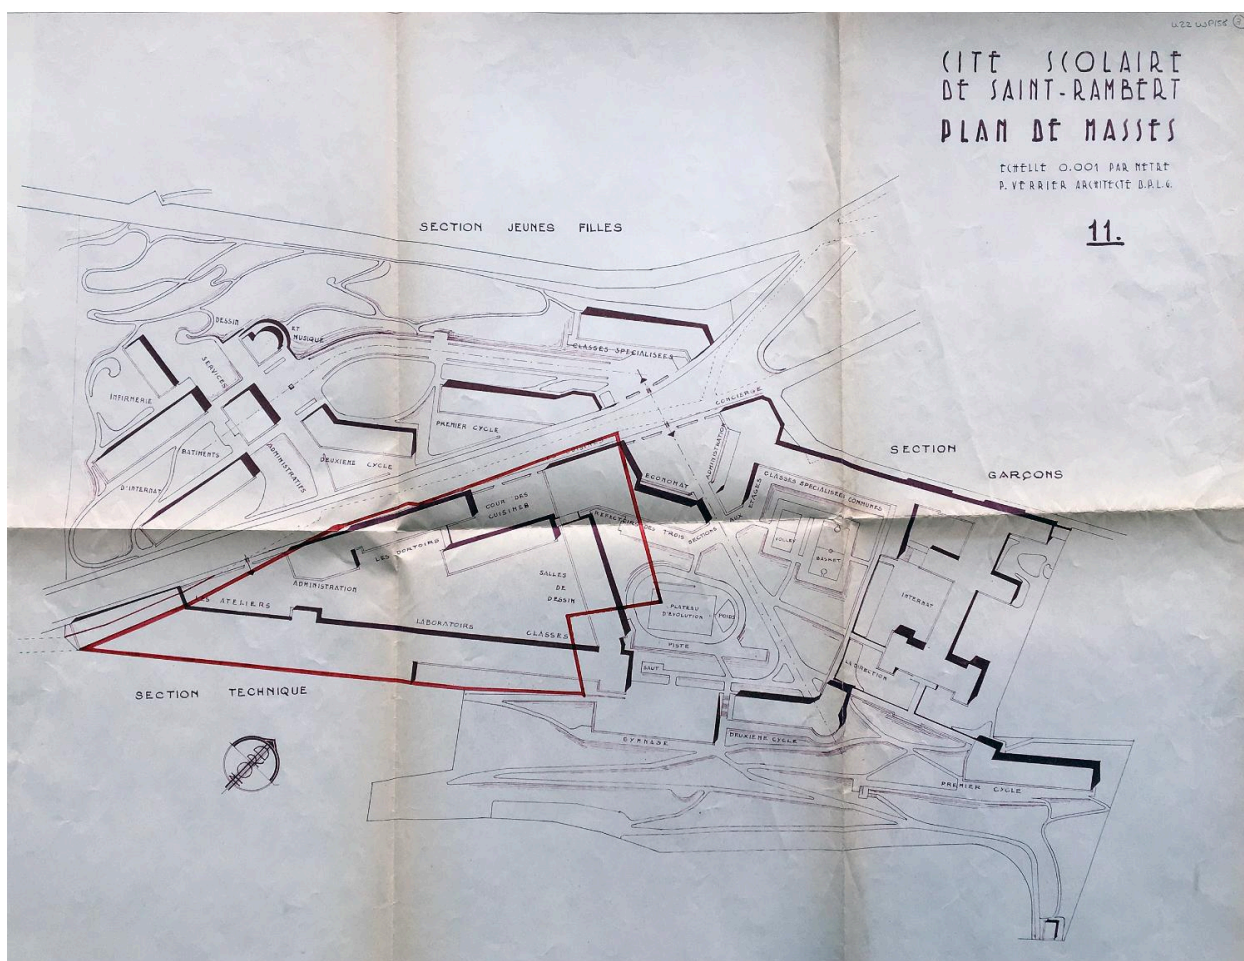 CITE SCOLAIRE
DE SAINT-RAMBERT
PLAN DE MASSES
ECHELLE 0.001 PAR METRE
P. VERRIER ARCHITECTE D.P.L.G.
11.
SECTION JEUNES FILLES
DESSIN
ET
MUSIQUE
SERVICES
CLASSES SPECIALISEES
INFIRMERIE
CONCIERGE
PREMIER CYCLE
BATIMENTS
ADMINISTRATIFS
DEUXIEME CYCLE
D'INTERNAT
ADMINISTRATION
SECTION
GARÇONS
ECONOMAT
AUX ETAGES
CLASSES SPECIALISEES COMMUNES
COUR DES
CUISINES
REFECTOIRE DES TROIS SECTIONS
VOLLEY
BASKET
LES DORTOIRS
ADMINISTRATION
SALLES
DE
DESSIN
INTERNAT
LES ATELIERS
PLATEAU
D'EVOLUTION
POIDS
LABORATOIRS
CLASSES
PISTE
SAUT
LA DIRECTION
SECTION TECHNIQUE
GYMNASE
DEUXIEME CYCLE
PREMIER CYCLE